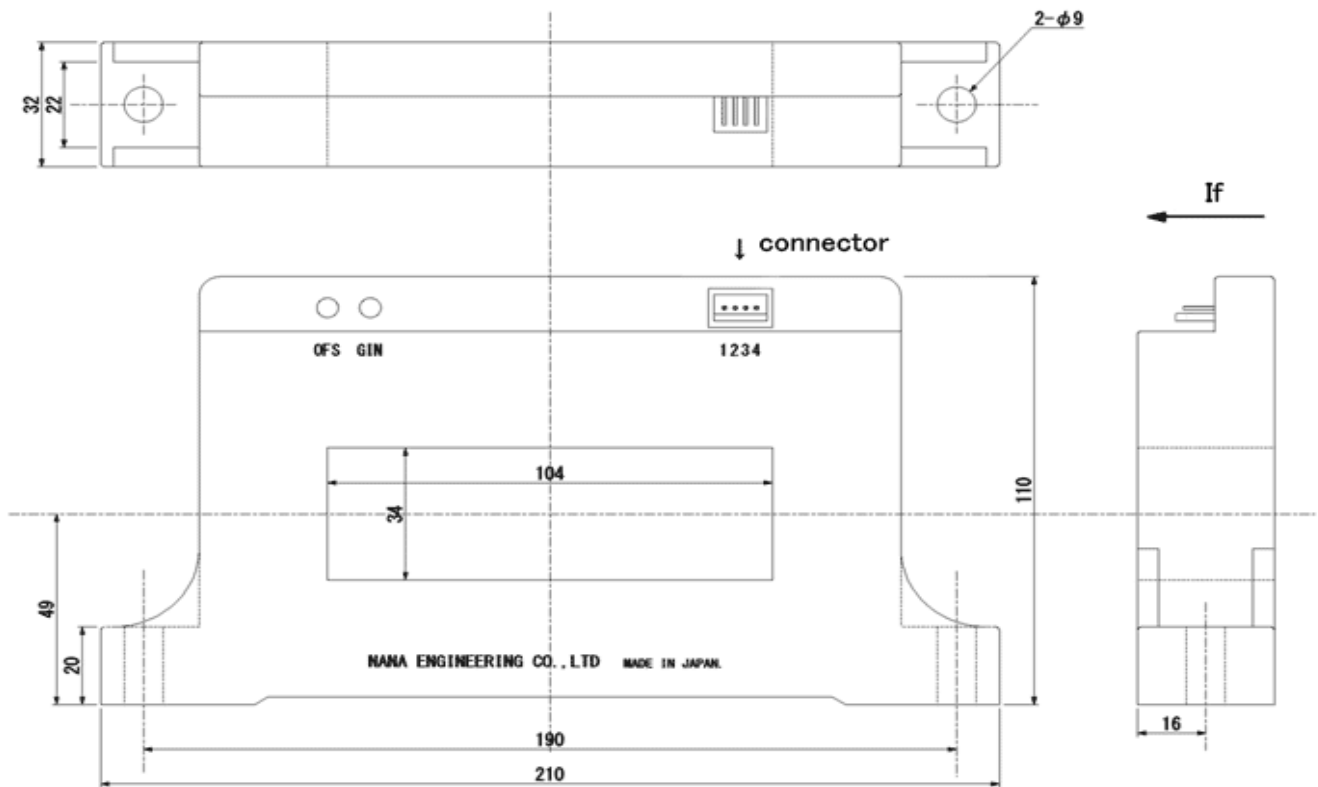 2-φ9
32
22
If
↓ connector
OFS GIN
1234
104
34
110
49
20
NANA ENGINEERING CO.,LTD MADE IN JAPAN.
16
190
210